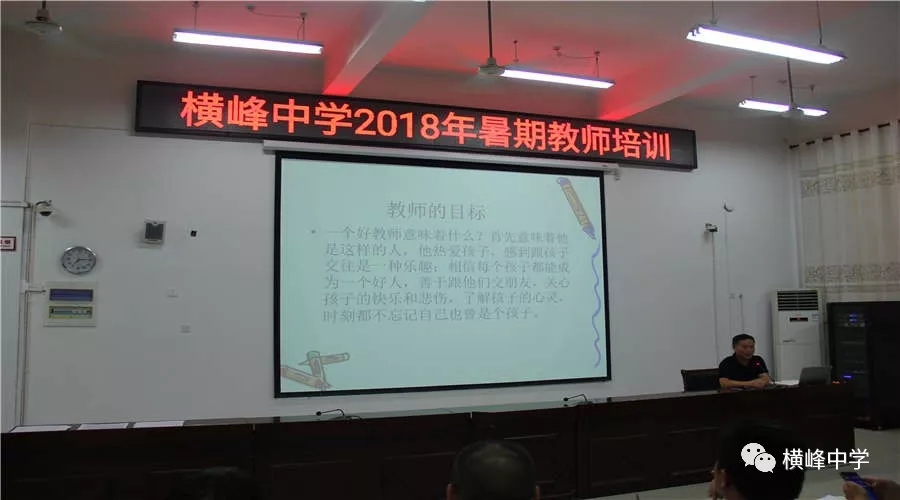 横峰中学2018年暑期教师培训
教师的目标
一个好教师意味着什么？首先意味着他
是这样的人，他热爱孩子，感到跟孩子
交往是一种乐趣；相信每个孩子都能成
为一个好人，善于跟他们交朋友，关心
孩子的快乐和悲伤，了解孩子的心灵，
时刻都不忘记自己也曾是个孩子。
横峰中学